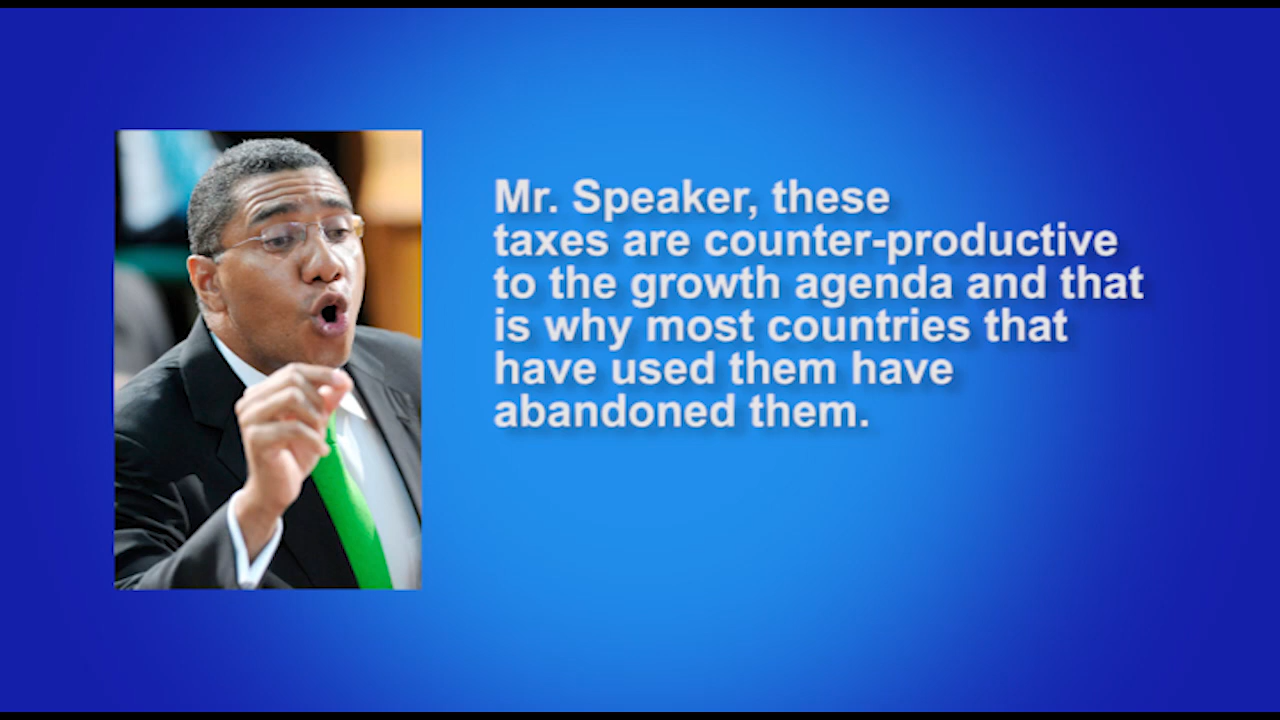 Mr. Speaker, these
taxes are counter-productive
to the growth agenda and that
is why most countries that
have used them have
abandoned them.